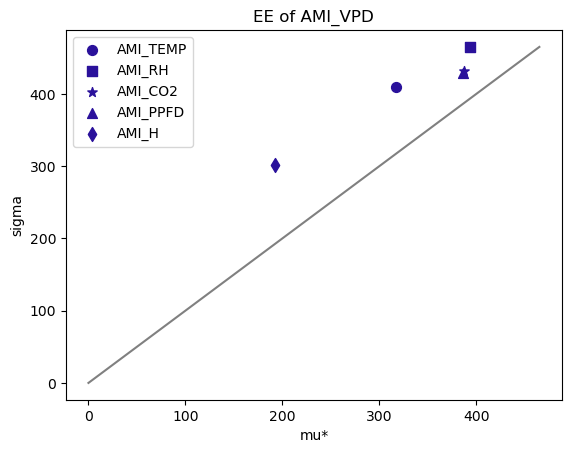 EE of AMI_VPD
AMI_TEMP
AMI_RH
AMI_CO2
AMI_PPFD
AMI_H
400
300
200
100
0
sigma
0 100 200 300 400
mu*